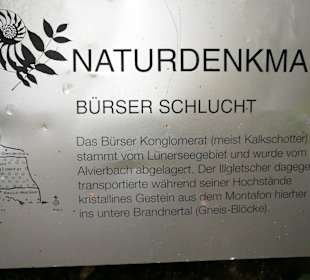 NATURDENKMA
BÜRSER SCHLUCHT
Das Bürser Konglomerat (meist Kalkschotter)
stammt vom Lünerseegebiet und wurde vom
Alvierbach abgelagert. Der Illgletscher dagege
transportierte während seiner Hochstände
kristallines Gestein aus dem Montafon hierher
ins untere Brandnertal (Gneis-Blöcke).